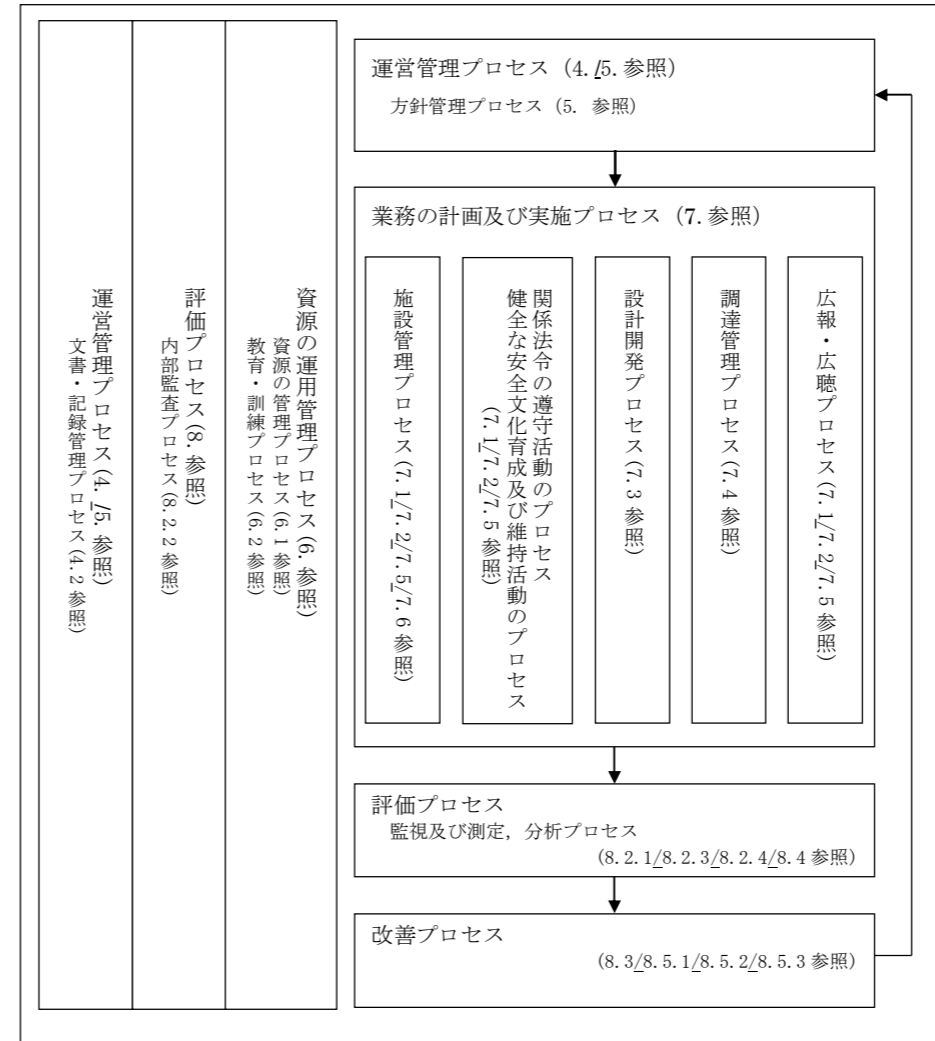 運営管理プロセス(4./5.参照)
文書・記録管理プロセス(4.2参照)
評価プロセス(8.参照)
内部監査プロセス(8.2.2参照)
資源の運用管理プロセス(6.参照)
資源の管理プロセス(6.1参照)
教育・訓練プロセス(6.2参照)
運営管理プロセス(4./5.参照)
方針管理プロセス(5. 参照)
業務の計画及び実施プロセス(7.参照)
施設管理プロセス(7.1/7.2/7.5/7.6参照)
関係法令の遵守活動のプロセス
健全な安全文化育成及び維持活動のプロセス
(7.1/7.2/7.5参照)
設計開発プロセス(7.3参照)
調達管理プロセス(7.4参照)
広報・広聴プロセス(7.1/7.2/7.5参照)
評価プロセス
監視及び測定,分析プロセス
(8.2.1/8.2.3/8.2.4/8.4参照)
改善プロセス
(8.3/8.5.1/8.5.2/8.5.3参照)